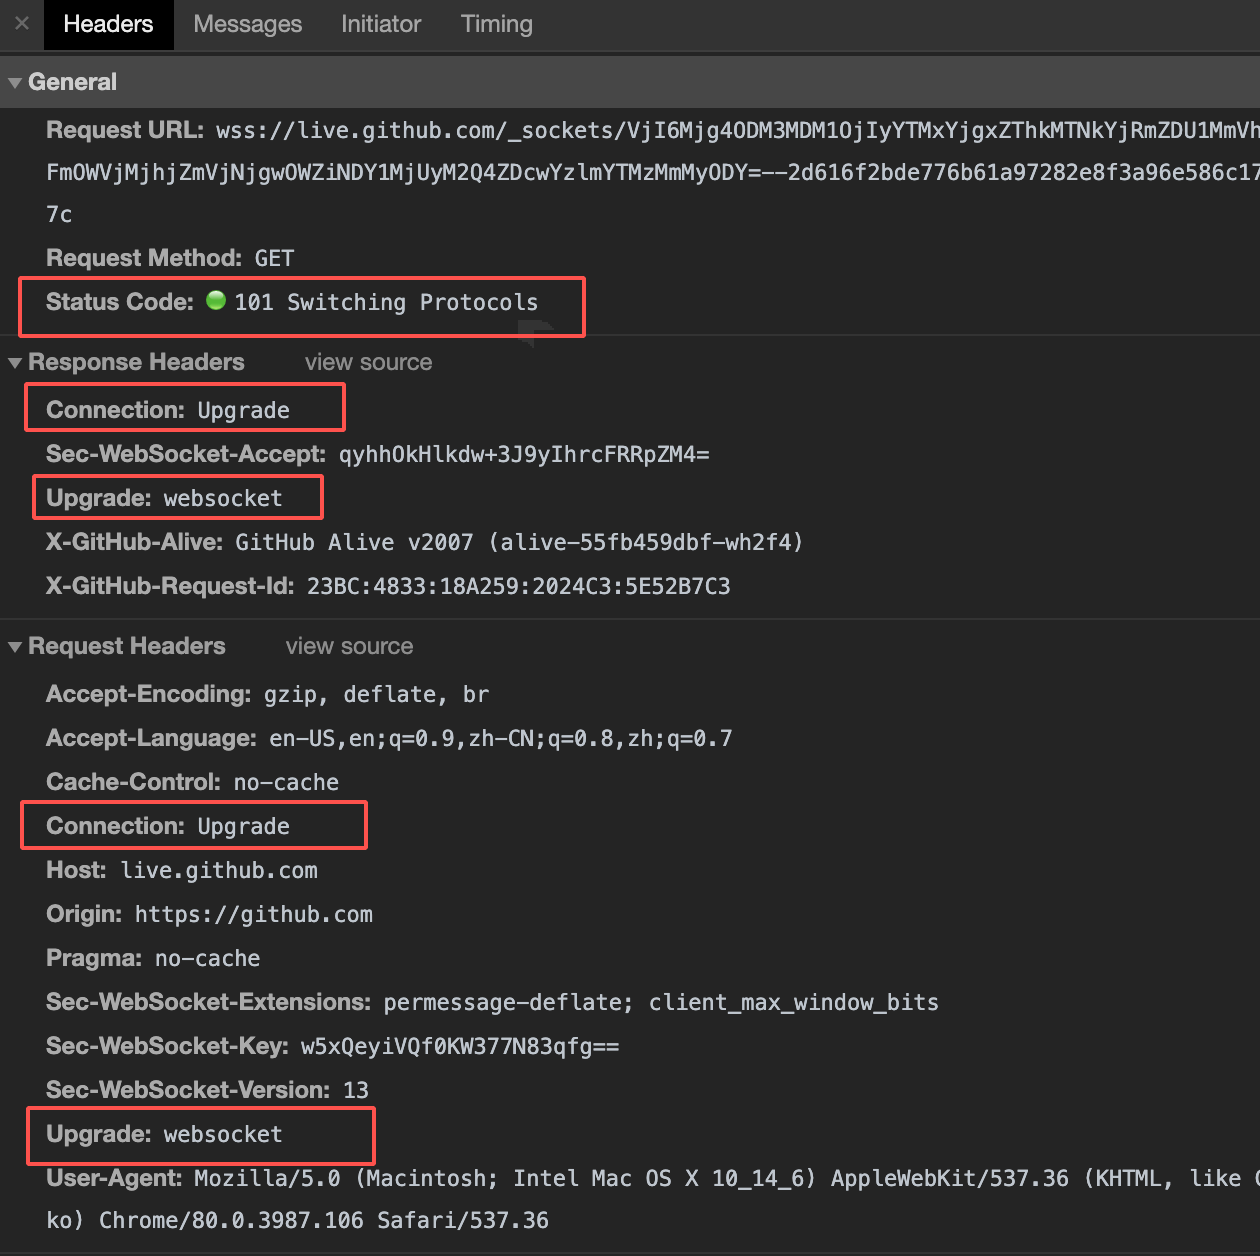 × Headers Messages Initiator Timing
General
Request URL: wss://live.github.com/_sockets/VjI6Mjg4ODM3MDM1OjIyYTMxYjgxZThkMTNkYjRmZDU1MmVh
FmOWVjMjhjZmVjNjgwOWZiNDY1MjUyM2Q4ZDcwYzlmYTMzMmMyODY=--2d616f2bde776b61a97282e8f3a96e586c17
7c
Request Method: GET
Status Code: 101 Switching Protocols
Response Headers view source
Connection: Upgrade
Sec-WebSocket-Accept: qyhhOkHlkdw+3J9yIhrcFRRpZM4=
Upgrade: websocket
X-GitHub-Alive: GitHub Alive v2007 (alive-55fb459dbf-wh2f4)
X-GitHub-Request-Id: 23BC:4833:18A259:2024C3:5E52B7C3
Request Headers view source
Accept-Encoding: gzip, deflate, br
Accept-Language: en-US,en;q=0.9,zh-CN;q=0.8,zh;q=0.7
Cache-Control: no-cache
Connection: Upgrade
Host: live.github.com
Origin: https://github.com
Pragma: no-cache
Sec-WebSocket-Extensions: permessage-deflate; client_max_window_bits
Sec-WebSocket-Key: w5xQeyiVQf0KW377N83qfg==
Sec-WebSocket-Version: 13
Upgrade: websocket
User-Agent: Mozilla/5.0 (Macintosh; Intel Mac OS X 10_14_6) AppleWebKit/537.36 (KHTML, like
ko) Chrome/80.0.3987.106 Safari/537.36